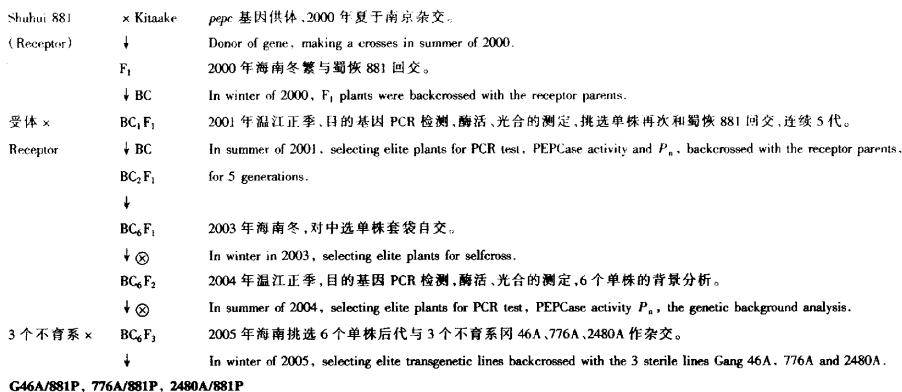 Shuhui 881 × Kitaake pepc 基因供体,2000 年夏于南京杂交。
(Receptor) ↓ Donor of gene, making a crosses in summer of 2000.
F₁ 2000 年海南冬繁与蜀恢 881 回交。
↓ BC In winter of 2000, F₁ plants were backcrossed with the receptor parents.
受体 × BC₁F₁ 2001 年温江正季、目的基因 PCR 检测、酶活、光合的测定,挑选单株再次和蜀恢 881 回交,连续 5 代。
Receptor ↓ BC In summer of 2001, selecting elite plants for PCR test, PEPCase activity and Pₙ, backcrossed with the receptor parents,
BC₂F₁ for 5 generations.
↓
BC₆F₁ 2003 年海南冬,对中选单株套袋自交。
↓ ⊗ In winter in 2003, selecting elite plants for selfcross.
BC₆F₂ 2004 年温江正季,目的基因 PCR 检测,酶活、光合的测定,6 个单株的背景分析。
↓ ⊗ In summer of 2004, selecting elite plants for PCR test, PEPCase activity Pₙ, the genetic background analysis.
3 个不育系 × BC₆F₃ 2005 年海南挑选 6 个单株后代与 3 个不育系冈 46A、776A、2480A 作杂交。
↓ In winter of 2005, selecting elite transgenetic lines backcrossed with the 3 sterile lines Gang 46A, 776A and 2480A.
G46A/881P, 776A/881P, 2480A/881P